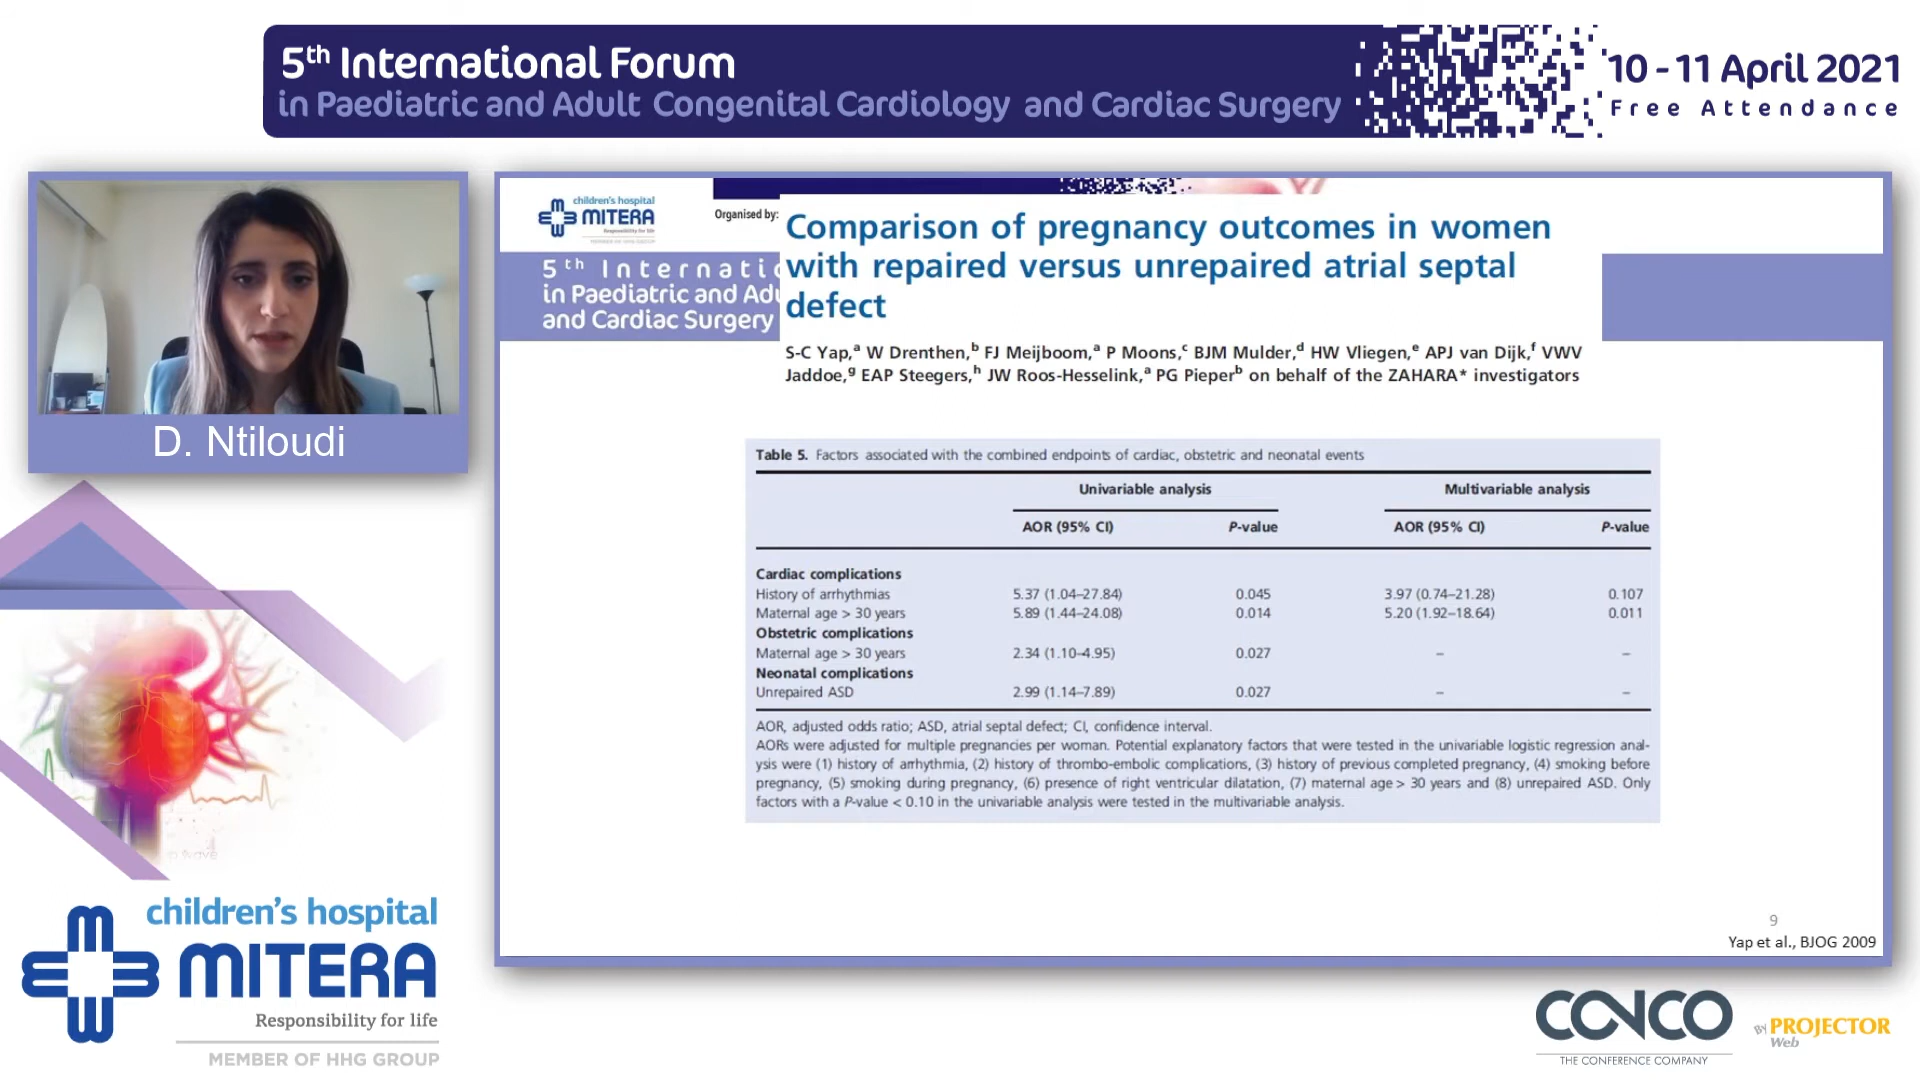 5th International Forum
in Paediatric and Adult Congenital Cardiology and Cardiac Surgery
10 - 11 April 2021
Free Attendance
D. Ntiloudi
children's hospital
MITERA
Responsibility for life
MEMBER OF HHG GROUP
Organised by:
5th Internati
in Paediatric and Adu
and Cardiac Surgery
Comparison of pregnancy outcomes in women
with repaired versus unrepaired atrial septal
defect
S-C Yap,a W Drenthen,b FJ Meijboom,a P Moons,c BJM Mulder,d HW Vliegen,e APJ van Dijk,f VWV
Jaddoe,g EAP Steegers,h JW Roos-Hesselink,a PG Pieperb on behalf of the ZAHARA* investigators
Table 5. Factors associated with the combined endpoints of cardiac, obstetric and neonatal events
Univariable analysis Multivariable analysis
AOR (95% CI) P-value AOR (95% CI) P-value
Cardiac complications
History of arrhythmias 5.37 (1.04–27.84) 0.045 3.97 (0.74–21.28) 0.107
Maternal age > 30 years 5.89 (1.44–24.08) 0.014 5.20 (1.92–18.64) 0.011
Obstetric complications
Maternal age > 30 years 2.34 (1.10–4.95) 0.027 – –
Neonatal complications
Unrepaired ASD 2.99 (1.14–7.89) 0.027 – –
AOR, adjusted odds ratio; ASD, atrial septal defect; CI, confidence interval.
AORs were adjusted for multiple pregnancies per woman. Potential explanatory factors that were tested in the univariable logistic regression anal-
ysis were (1) history of arrhythmia, (2) history of thrombo-embolic complications, (3) history of previous completed pregnancy, (4) smoking before
pregnancy, (5) smoking during pregnancy, (6) presence of right ventricular dilatation, (7) maternal age > 30 years and (8) unrepaired ASD. Only
factors with a P-value < 0.10 in the univariable analysis were tested in the multivariable analysis.
9
Yap et al., BJOG 2009
children's hospital
MITERA
Responsibility for life
MEMBER OF HHG GROUP
CONCO
THE CONFERENCE COMPANY
BY PROJECTOR
Web